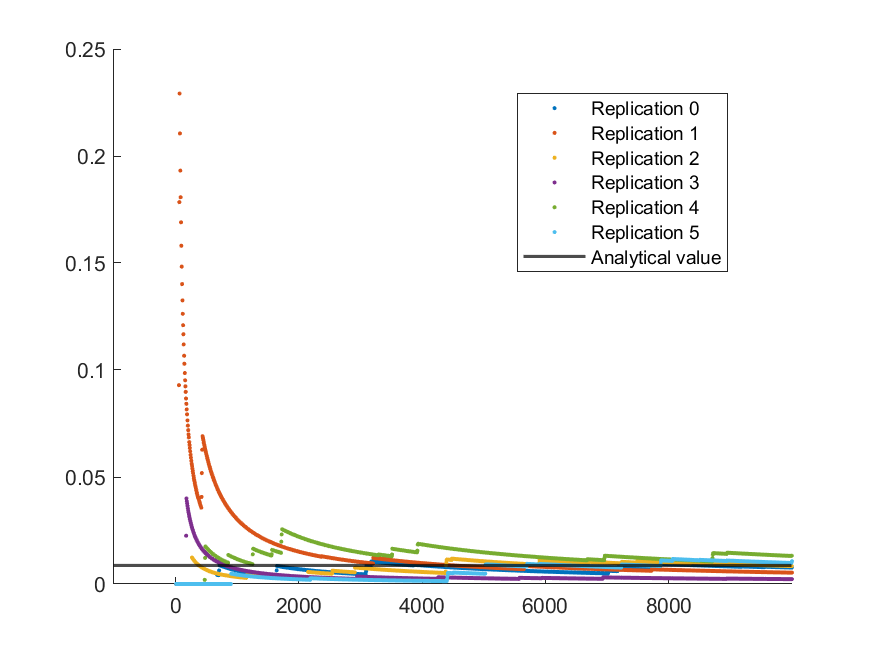 0.25
0.2
0.15
0.1
0.05
0
0 2000 4000 6000 8000
Replication 0
Replication 1
Replication 2
Replication 3
Replication 4
Replication 5
Analytical value